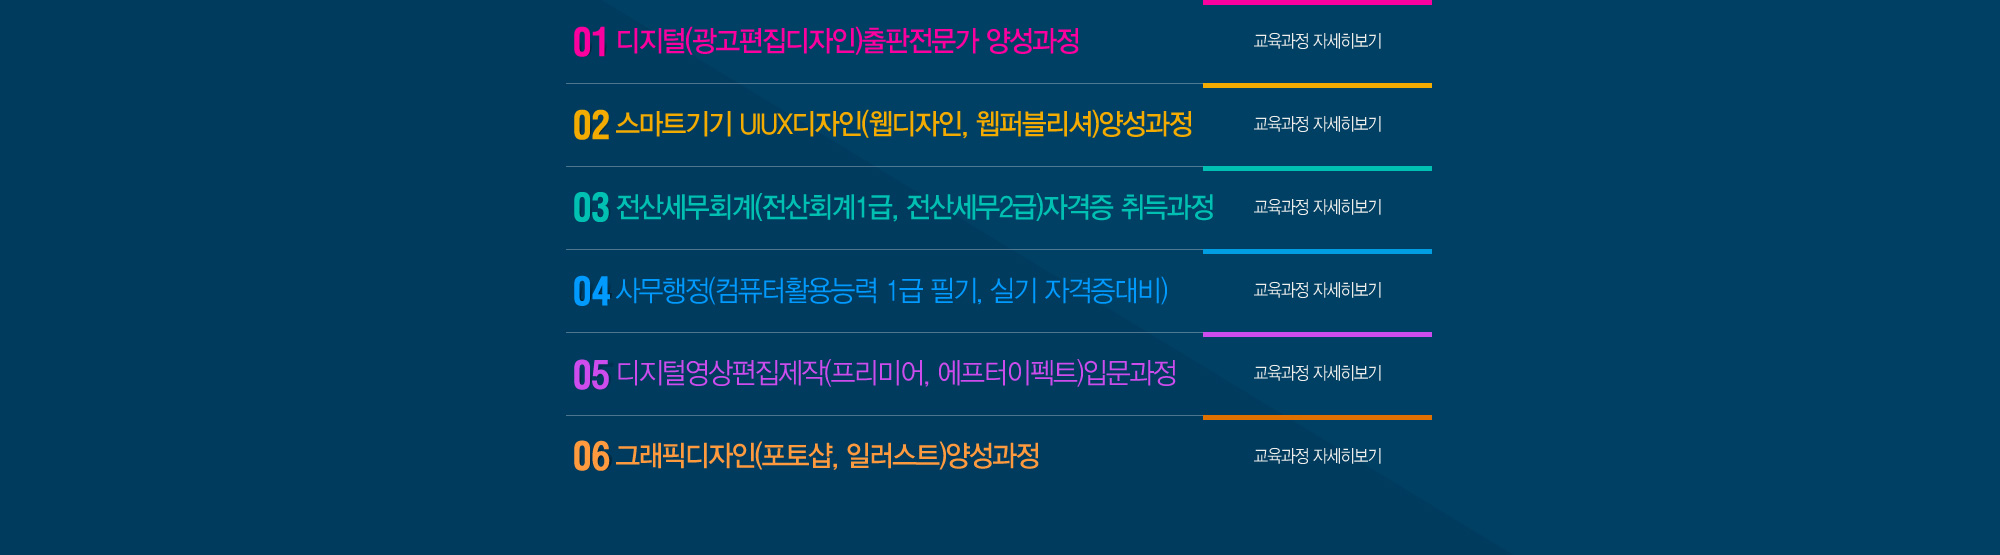 01 디지털(광고편집디자인)출판전문가 양성과정 교육과정 자세히보기
02 스마트기기 UIUX디자인(웹디자인, 웹퍼블리셔)양성과정 교육과정 자세히보기
03 전산세무회계(전산회계1급, 전산세무2급)자격증 취득과정 교육과정 자세히보기
04 사무행정(컴퓨터활용능력 1급 필기, 실기 자격증대비) 교육과정 자세히보기
05 디지털영상편집제작(프리미어, 에프터이펙트)입문과정 교육과정 자세히보기
06 그래픽디자인(포토샵, 일러스트)양성과정 교육과정 자세히보기